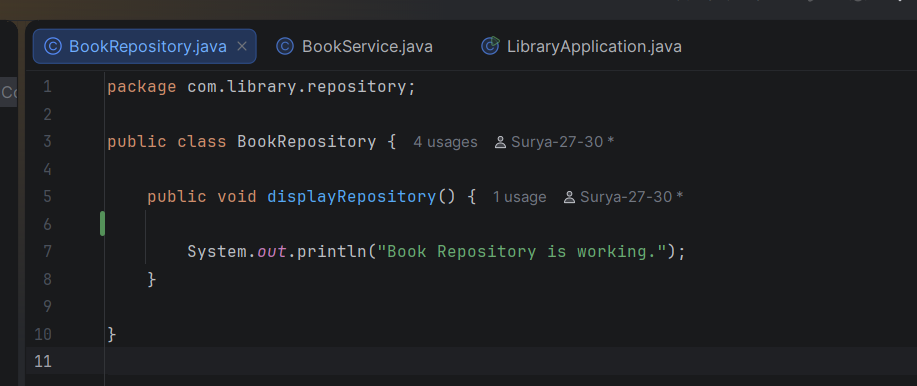 BookRepository.java BookService.java LibraryApplication.java
1 package com.library.repository;
2
3 public class BookRepository { 4 usages Surya-27-30 *
4
5 public void displayRepository() { 1 usage Surya-27-30 *
6
7 System.out.println("Book Repository is working.");
8 }
9
10 }
11